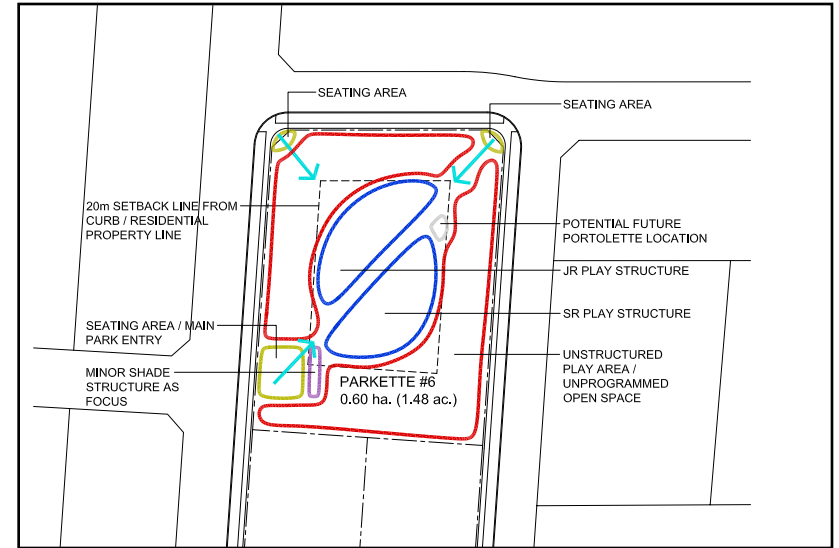 SEATING AREA
SEATING AREA
20m SETBACK LINE FROM
CURB / RESIDENTIAL
PROPERTY LINE
POTENTIAL FUTURE
PORTOLETTE LOCATION
JR PLAY STRUCTURE
SR PLAY STRUCTURE
SEATING AREA / MAIN
PARK ENTRY
UNSTRUCTURED
PLAY AREA /
UNPROGRAMMED
OPEN SPACE
MINOR SHADE
STRUCTURE AS
FOCUS
PARKETTE #6
0.60 ha. (1.48 ac.)